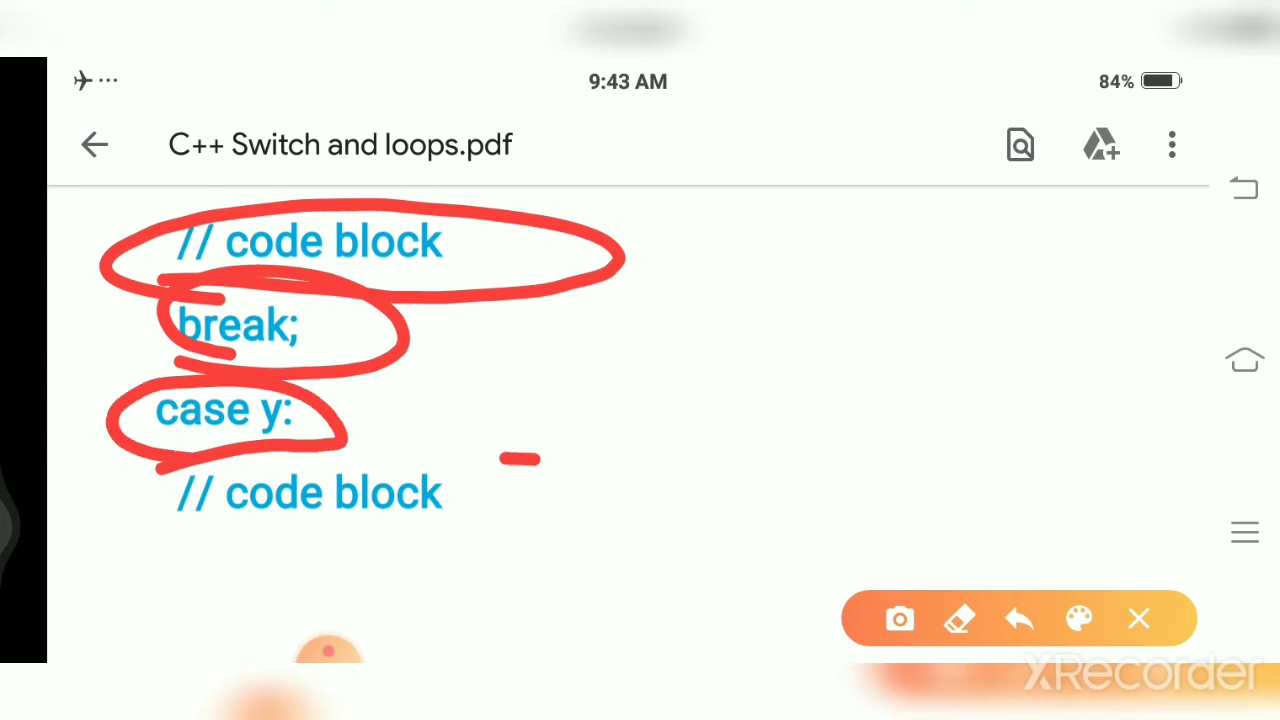 9:43 AM
84%
C++ Switch and loops.pdf
// code block
break;
case y:
// code block
XRecorder